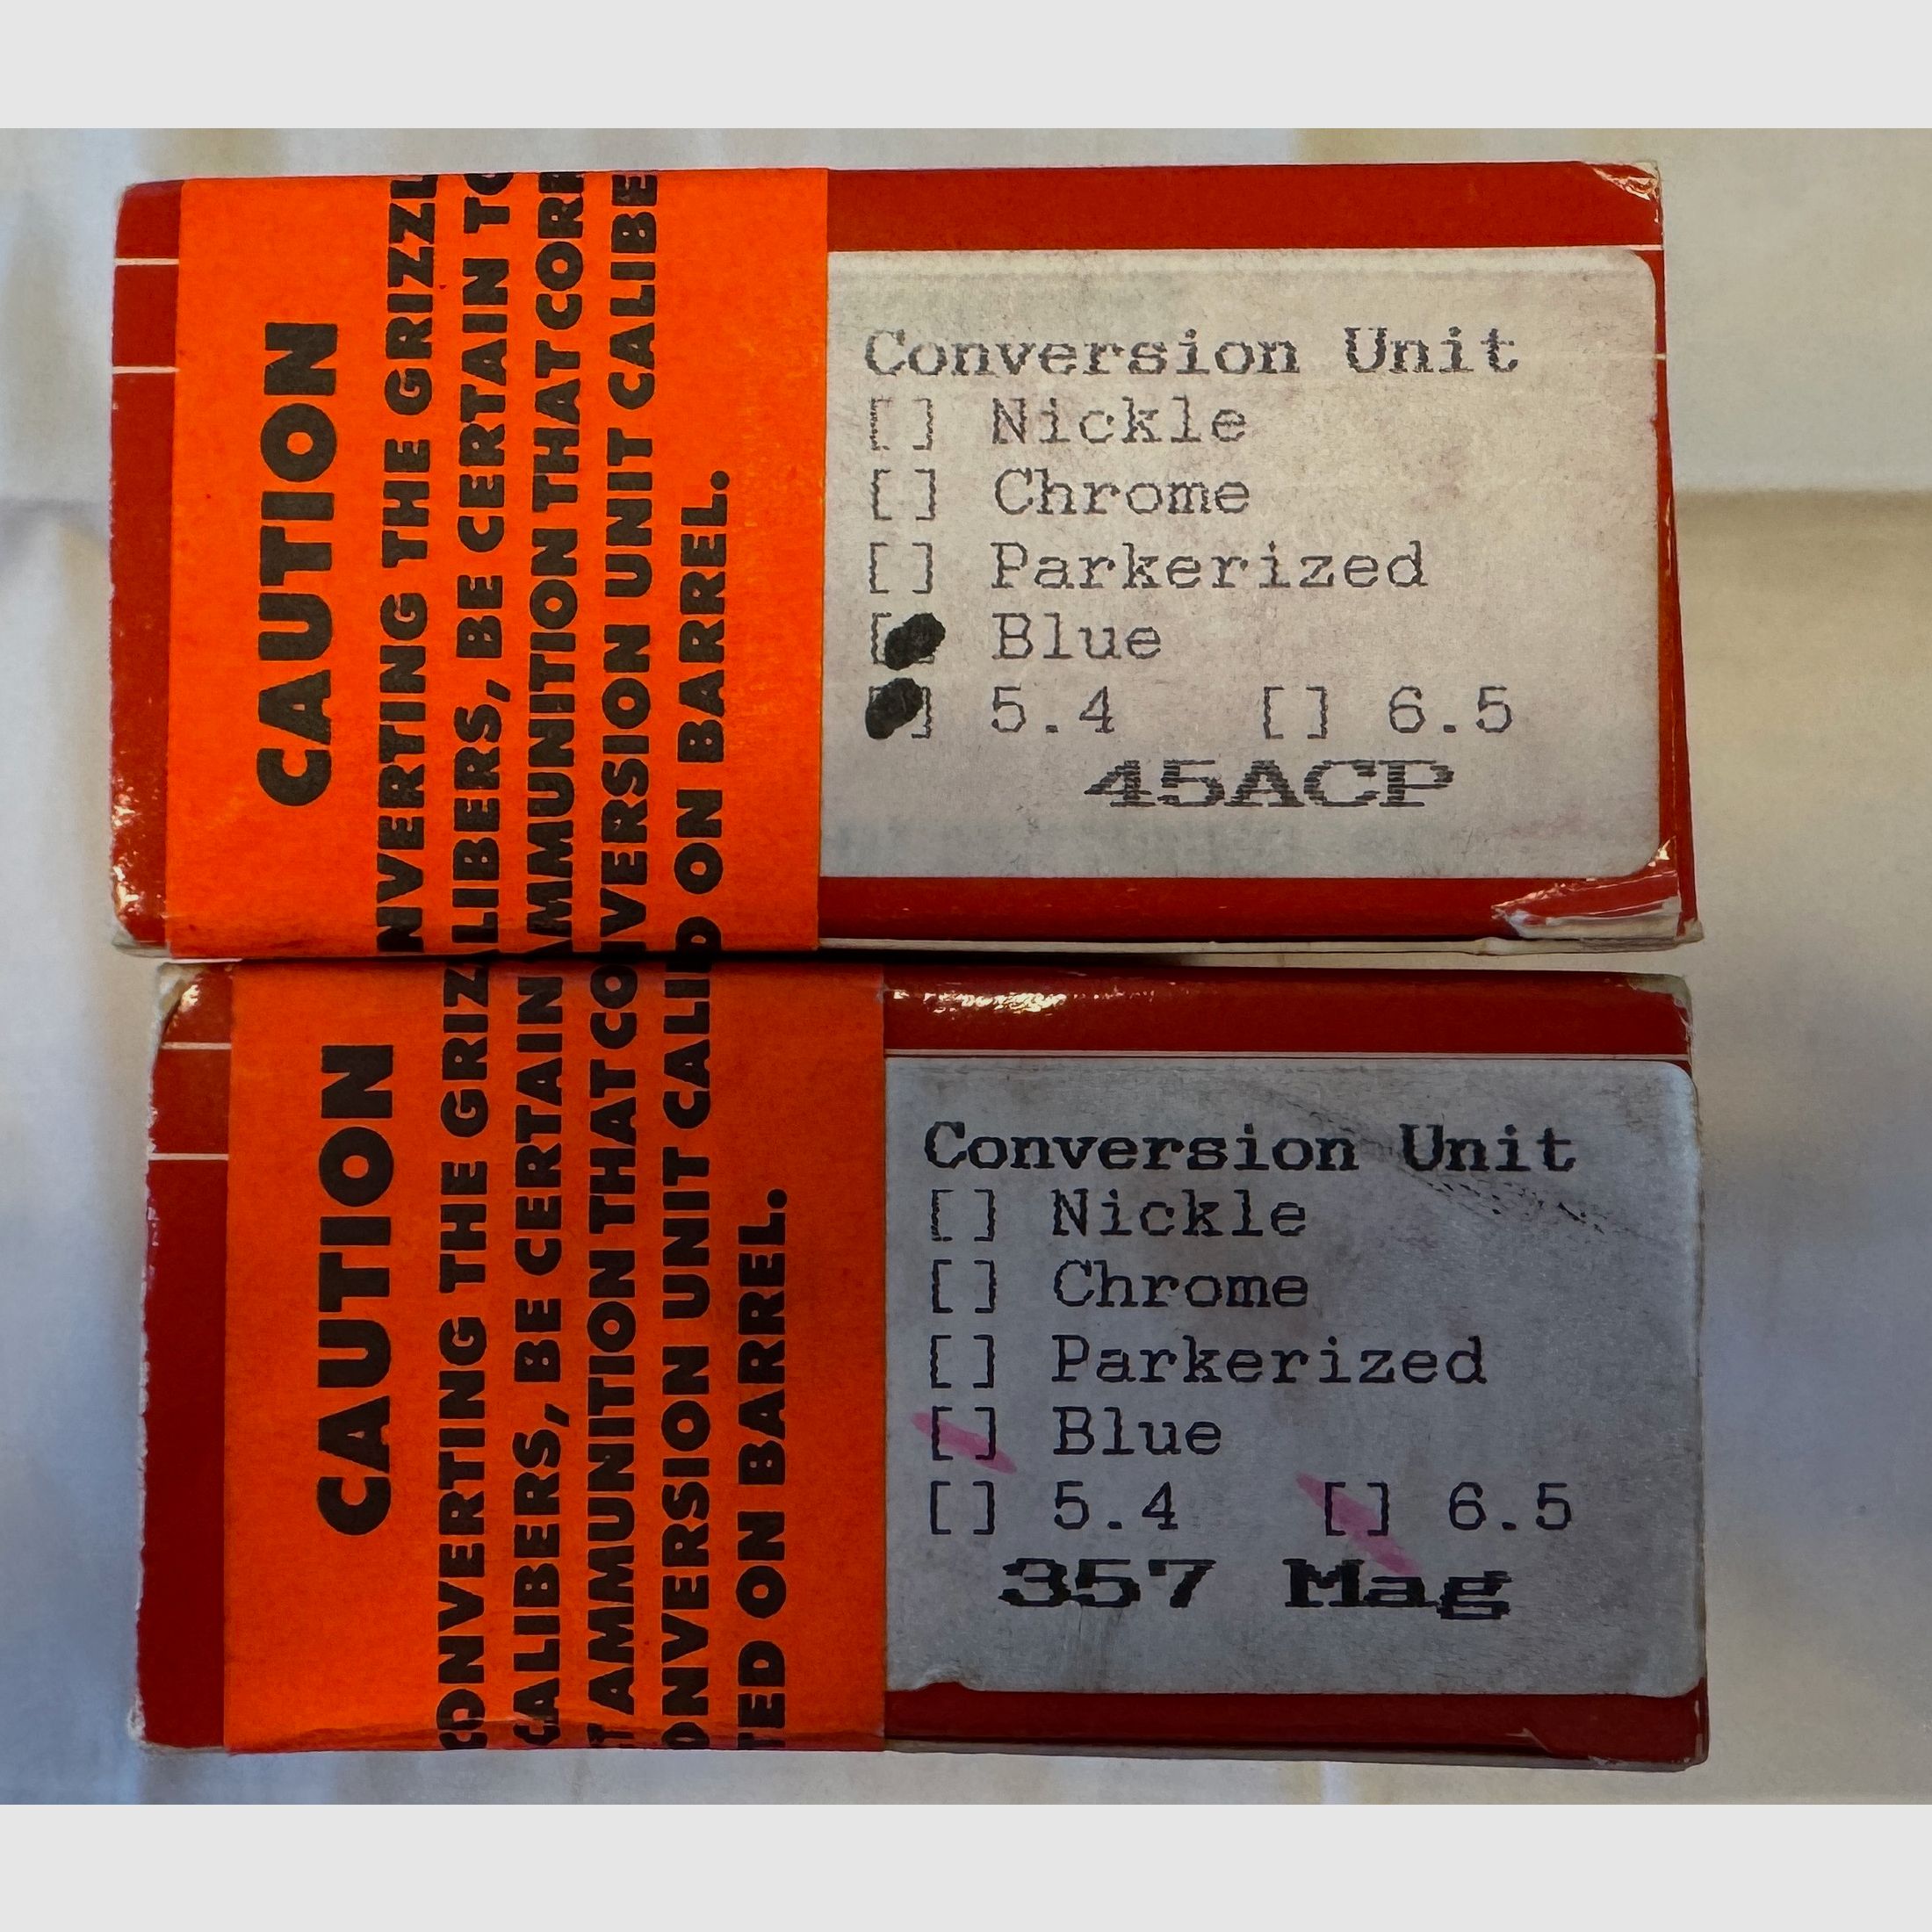 CAUTION
NVERTING THE GRIZZL
LIBERS, BE CERTAIN TO
MMUNITION THAT CORR
VERSION UNIT CALIBE
D ON BARREL.
Conversion Unit
[] Nickle
[] Chrome
[] Parkerized
[] Blue
[] 5.4 [] 6.5
45ACP
CAUTION
CONVERTING THE GRIZ
CALIBERS, BE CERTAIN
T AMMUNITION THAT CO
ONVERSION UNIT CALI
TED ON BARREL.
Conversion Unit
[] Nickle
[] Chrome
[] Parkerized
[] Blue
[] 5.4 [] 6.5
357 Mag